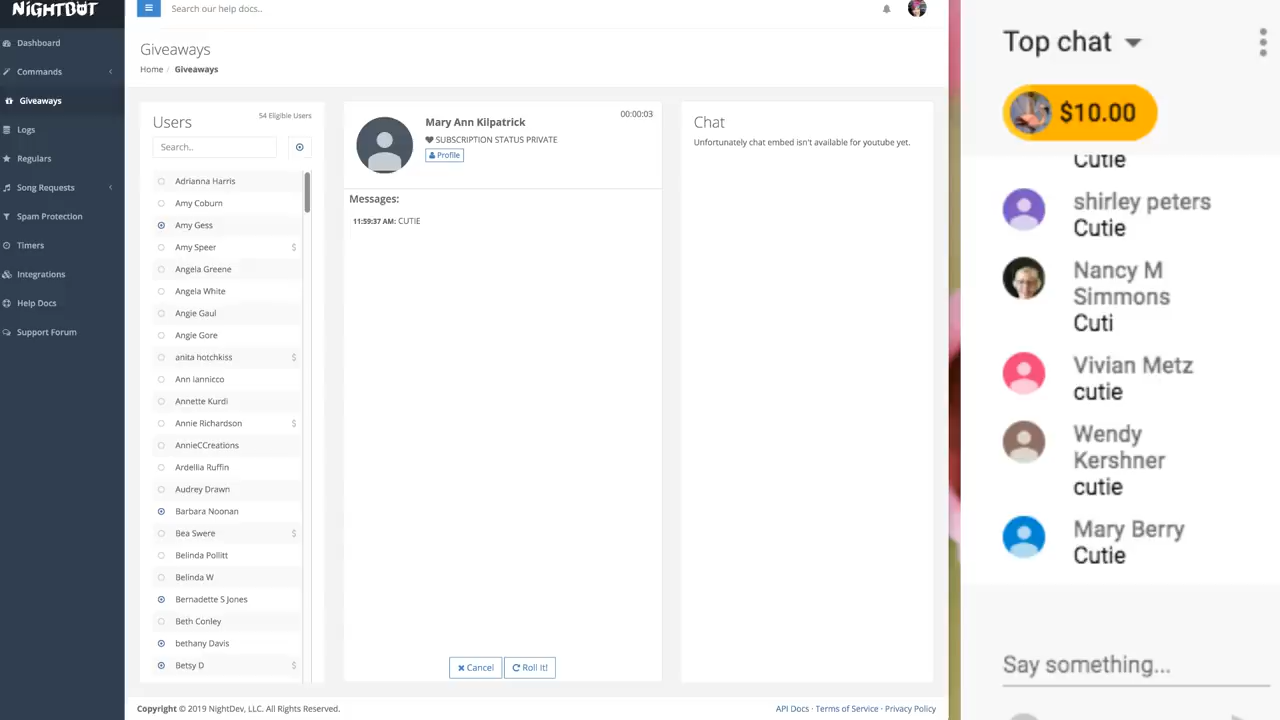 NIGHTBOT
Search our help docs..
Dashboard
Commands
Giveaways
Logs
Regulars
Song Requests
Spam Protection
Timers
Integrations
Help Docs
Support Forum
Giveaways
Home / Giveaways
Users
54 Eligible Users
Search..
Adrianna Harris
Amy Coburn
Amy Gess
Amy Speer $
Angela Greene
Angela White
Angie Gaul
Angie Gore
anita hotchkiss $
Ann Iannicco
Annette Kurdi
Annie Richardson $
AnnieCCreations
Ardellia Ruffin
Audrey Drawn
Barbara Noonan
Bea Swere $
Belinda Pollitt
Belinda W
Bernadette S Jones
Beth Conley
bethany Davis
Betsy D $
Mary Ann Kilpatrick
00:00:03
SUBSCRIPTION STATUS PRIVATE
Profile
Messages:
11:59:37 AM: CUTIE
Cancel
Roll It!
Chat
Unfortunately chat embed isn't available for youtube yet.
Copyright © 2019 NightDev, LLC. All Rights Reserved.
API Docs - Terms of Service - Privacy Policy
Top chat
$10.00
Cutie
shirley peters
Cutie
Nancy M
Simmons
Cuti
Vivian Metz
cutie
Wendy
Kershner
cutie
Mary Berry
Cutie
Say something...